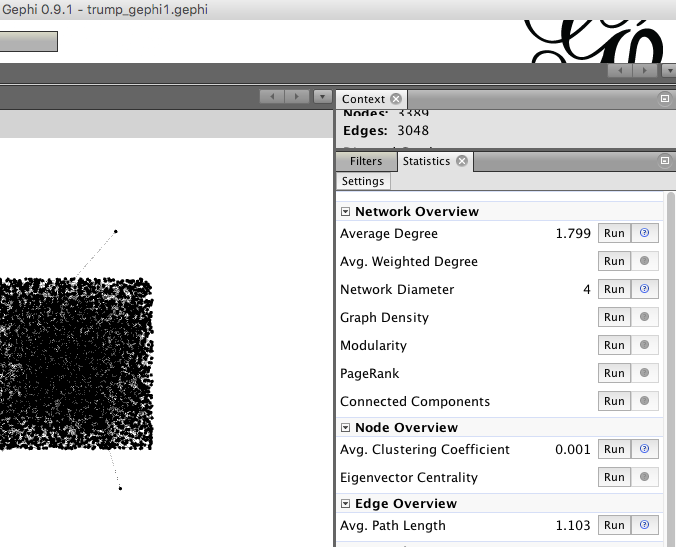 Gephi 0.9.1 - trump_gephi1.gephi
Context
Nodes: 3389
Edges: 3048
Filters
Statistics
Settings
Network Overview
Average Degree 1.799 Run
Avg. Weighted Degree Run
Network Diameter 4 Run
Graph Density Run
Modularity Run
PageRank Run
Connected Components Run
Node Overview
Avg. Clustering Coefficient 0.001 Run
Eigenvector Centrality Run
Edge Overview
Avg. Path Length 1.103 Run